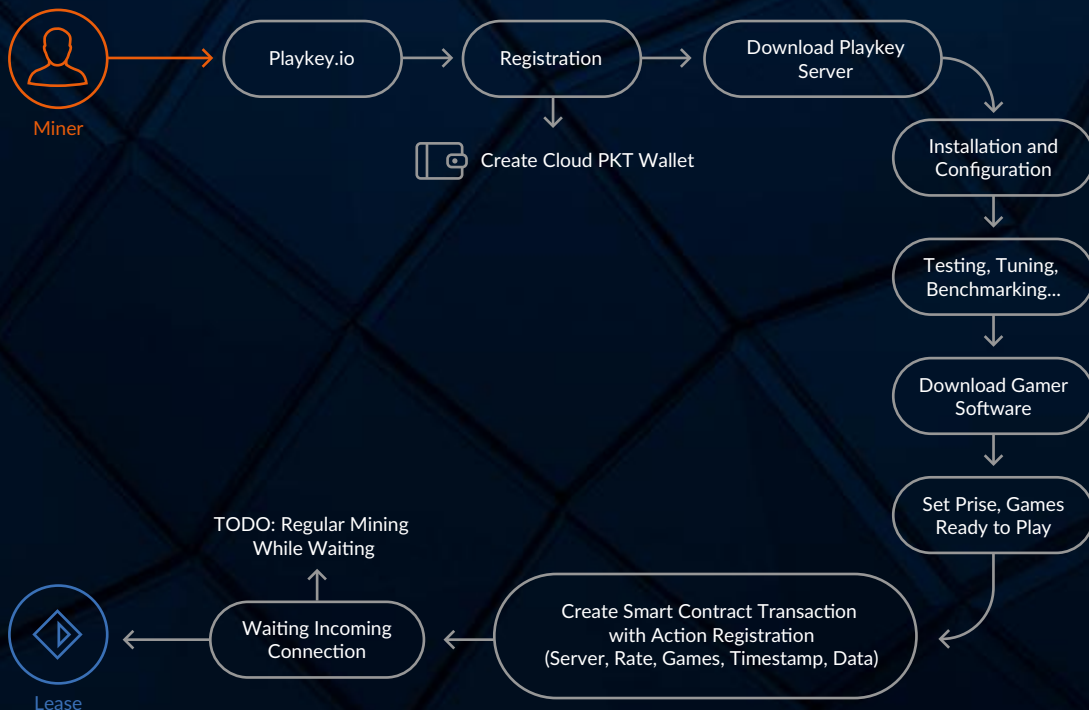 Miner
Playkey.io
Registration
Create Cloud PKT Wallet
Download Playkey
Server
Installation and
Configuration
Testing, Tuning,
Benchmarking...
Download Gamer
Software
Set Prise, Games
Ready to Play
Create Smart Contract Transaction
with Action Registration
(Server, Rate, Games, Timestamp, Data)
Waiting Incoming
Connection
TODO: Regular Mining
While Waiting
Lease